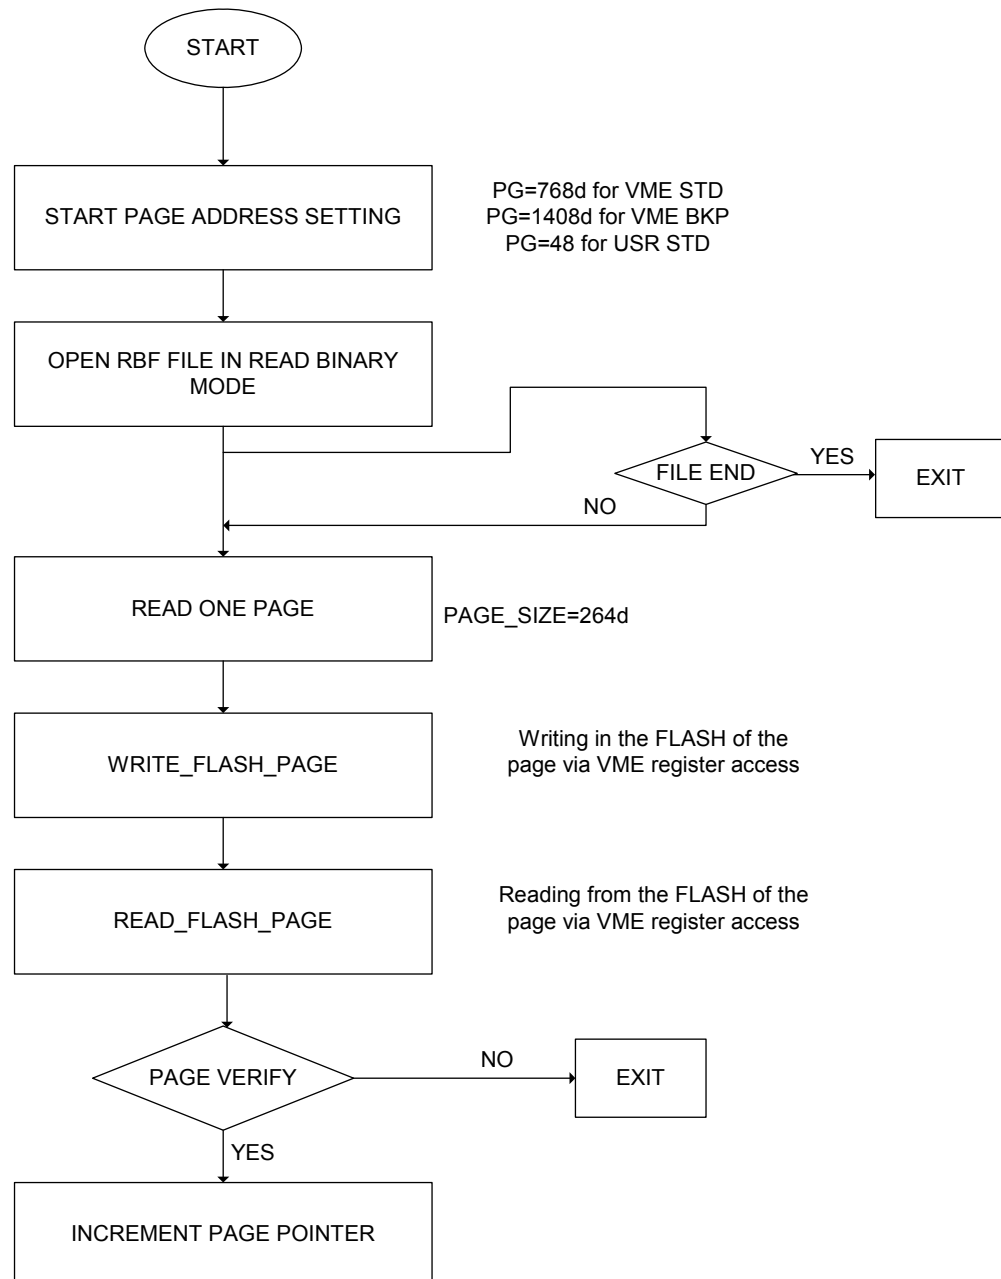 START
START PAGE ADDRESS SETTING
PG=768d for VME STD
PG=1408d for VME BKP
PG=48 for USR STD
OPEN RBF FILE IN READ BINARY
MODE
FILE END
YES
EXIT
NO
READ ONE PAGE
PAGE_SIZE=264d
WRITE_FLASH_PAGE
Writing in the FLASH of the
page via VME register access
READ_FLASH_PAGE
Reading from the FLASH of the
page via VME register access
PAGE VERIFY
NO
EXIT
YES
INCREMENT PAGE POINTER